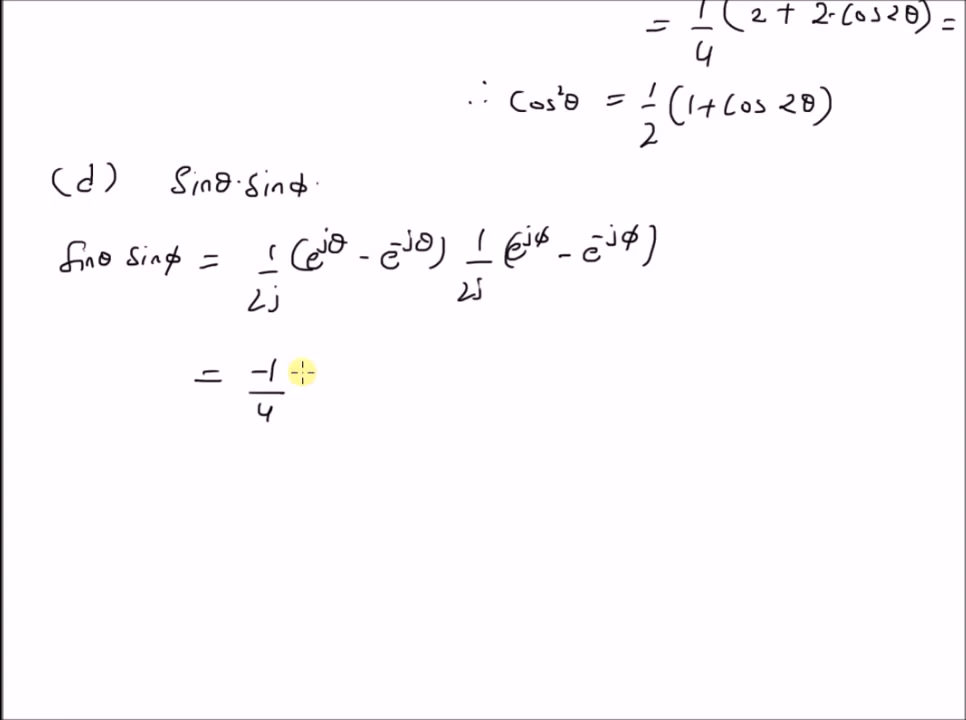 = 1/4 (2 + 2·cos2θ) =
∴ cos²θ = 1/2 (1 + cos 2θ)
(d) sinθ·sinϕ.
sinθ sinϕ = 1/2j (e^jθ - e^-jθ) 1/2j (e^jϕ - e^-jϕ)
= -1/4